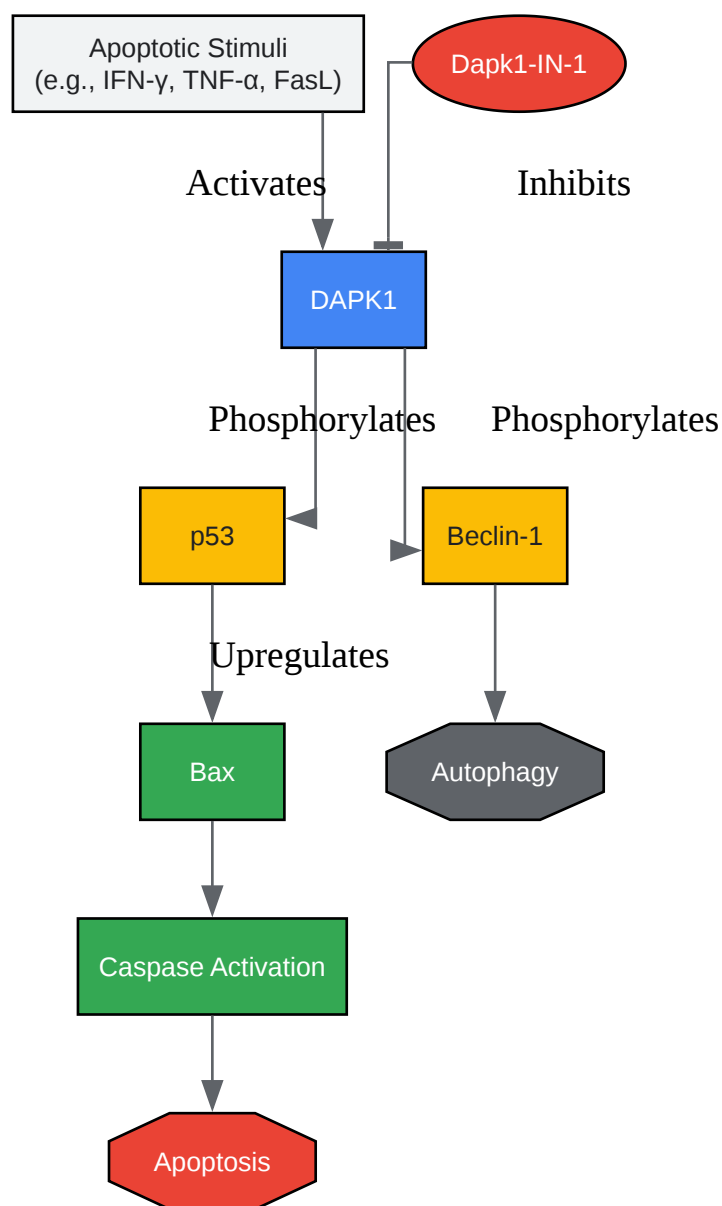 Apoptotic Stimuli
(e.g., IFN-γ, TNF-α, FasL)
Dapk1-IN-1
Activates
Inhibits
DAPK1
Phosphorylates
Phosphorylates
p53
Beclin-1
Upregulates
Bax
Autophagy
Caspase Activation
Apoptosis